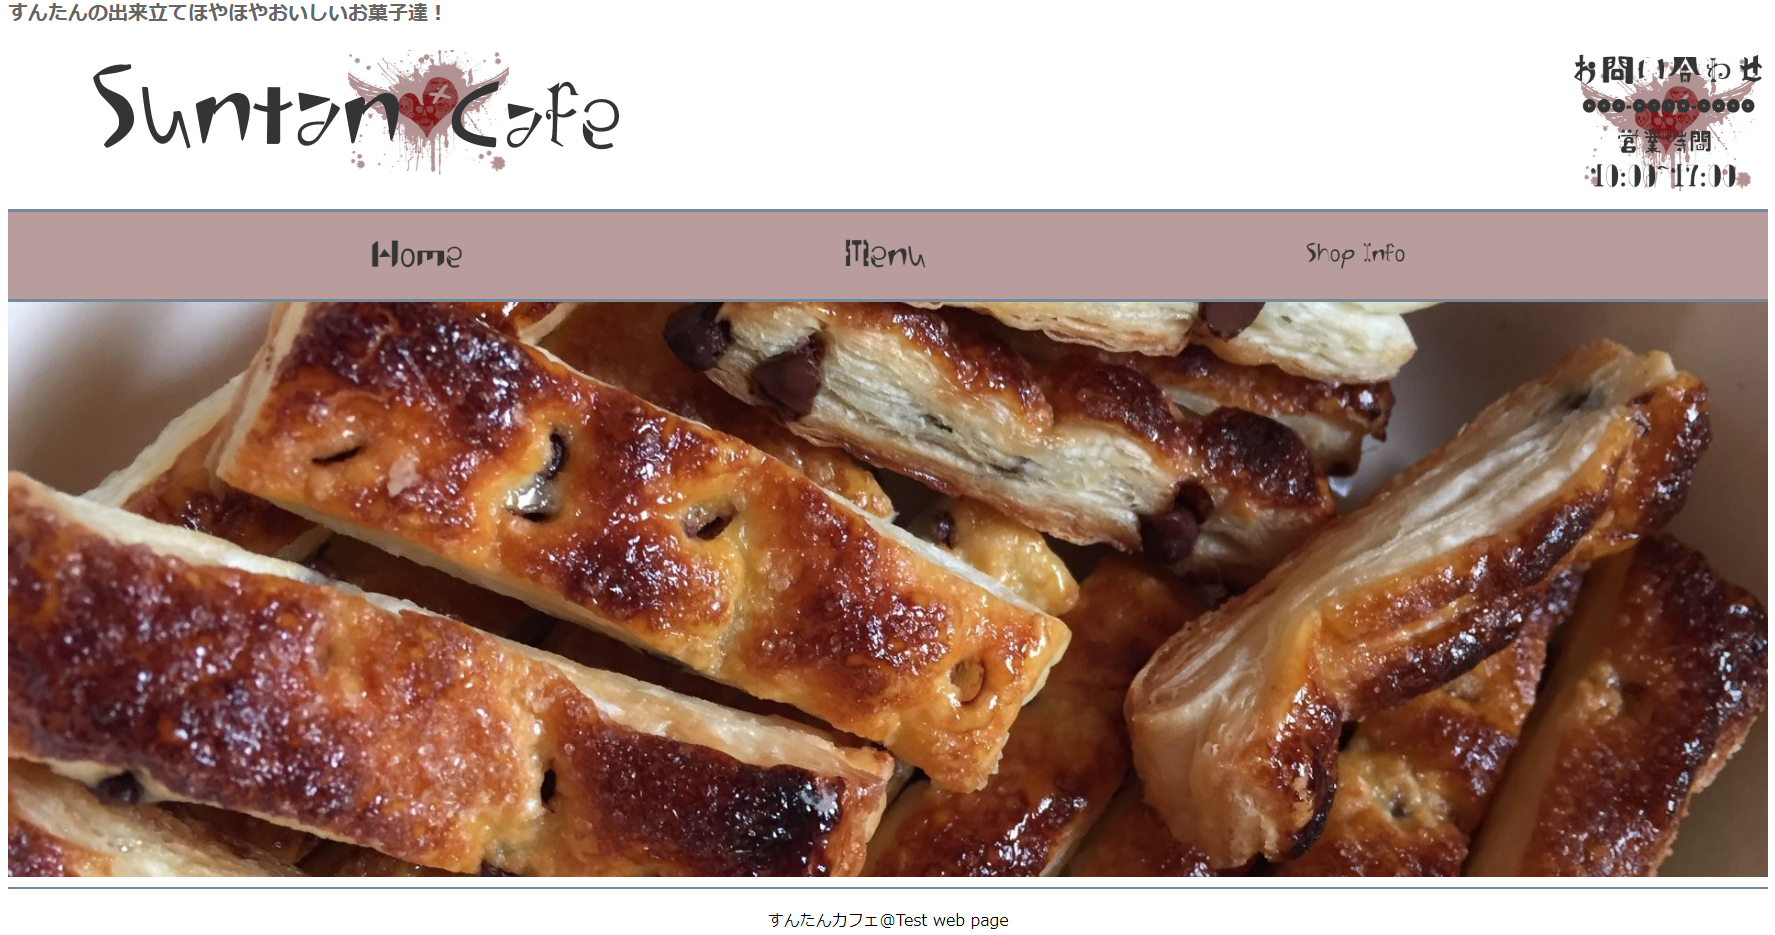 すんたんの出来立てほやほやおいしいお菓子達！
Suntan Cafe
お問い合わせ
000-0000-0000
営業時間
10:00~17:00
Home
Menu
Shop Info
すんたんカフェ@Test web page